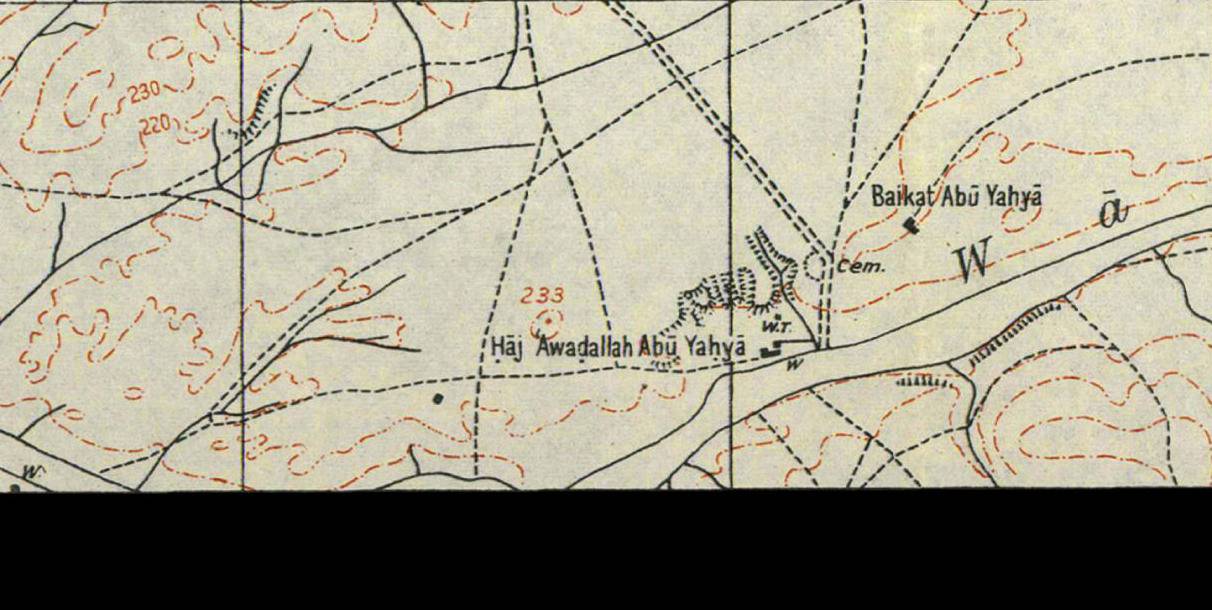 230
220
Baikat Abū Yahyā
W ā
Cem.
233
W.T.
Ḥāj 'Awadallah Abū Yahyā
W
W